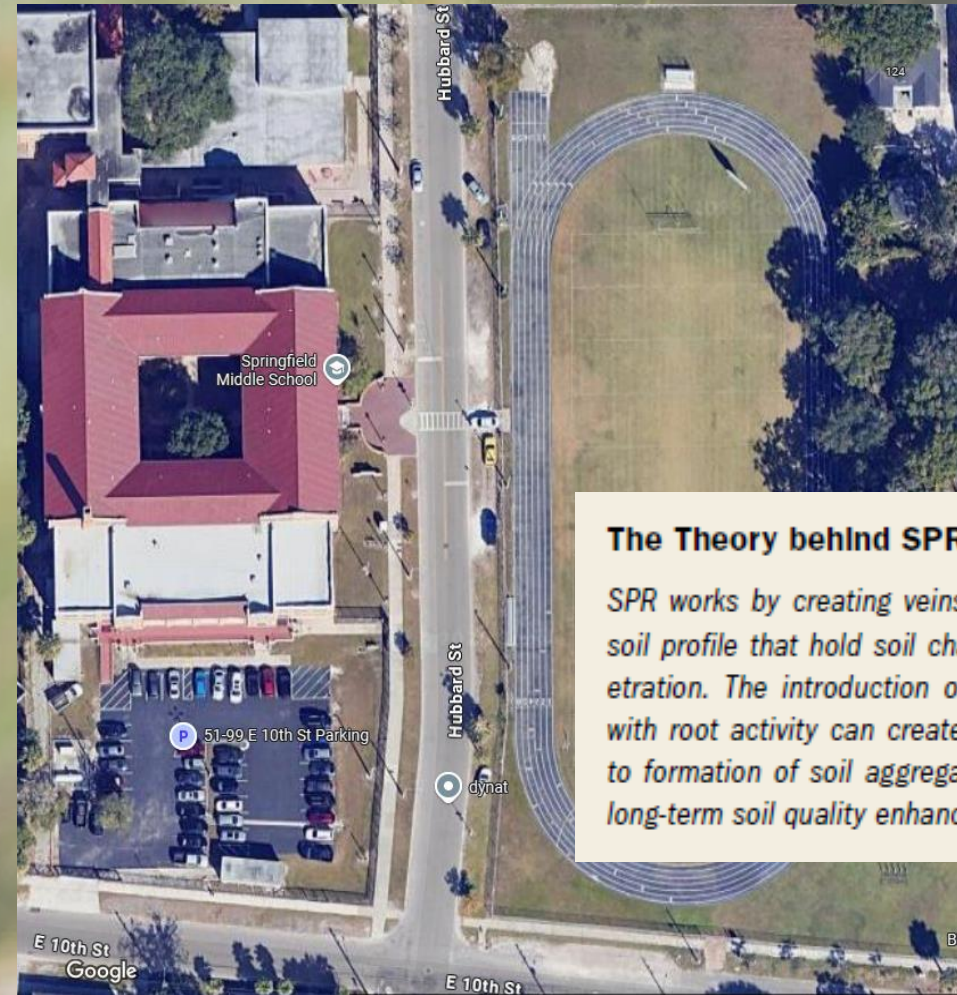 Hubbard St
124
Springfield
Middle School
The Theory behind SPR
SPR works by creating veins
soil profile that hold soil
etration. The introduction
with root activity can create
to formation of soil
long-term soil quality
Hubbard St
P 51-99 E 10th St Parking
dynat
E 10th St
Google
E 10th St